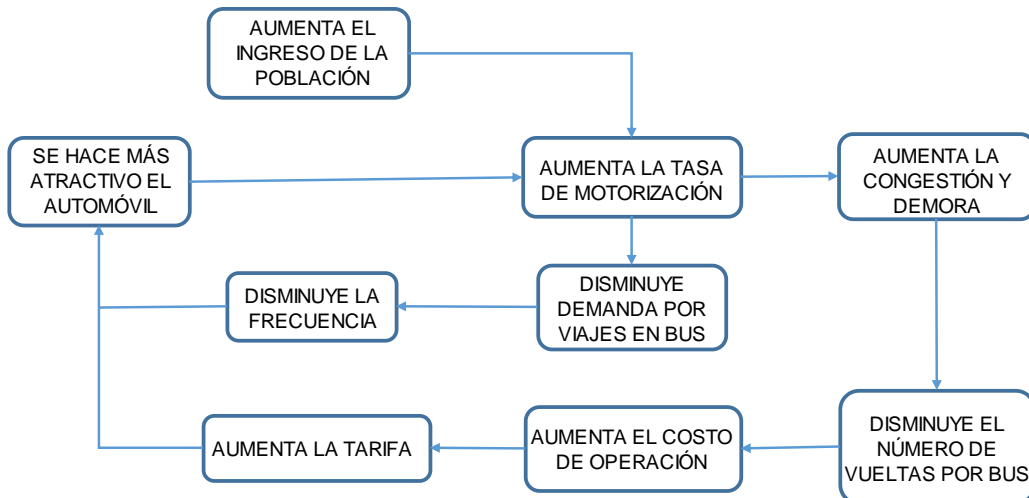 AUMENTA EL
INGRESO DE LA
POBLACIÓN
SE HACE MÁS
ATRACTIVO EL
AUTOMÓVIL
AUMENTA LA TASA
DE MOTORIZACIÓN
AUMENTA LA
CONGESTIÓN Y
DEMORA
DISMINUYE LA
FRECUENCIA
DISMINUYE
DEMANDA POR
VIAJES EN BUS
AUMENTA LA TARIFA
AUMENTA EL COSTO
DE OPERACIÓN
DISMINUYE EL
NÚMERO DE
VUELTAS POR BUS